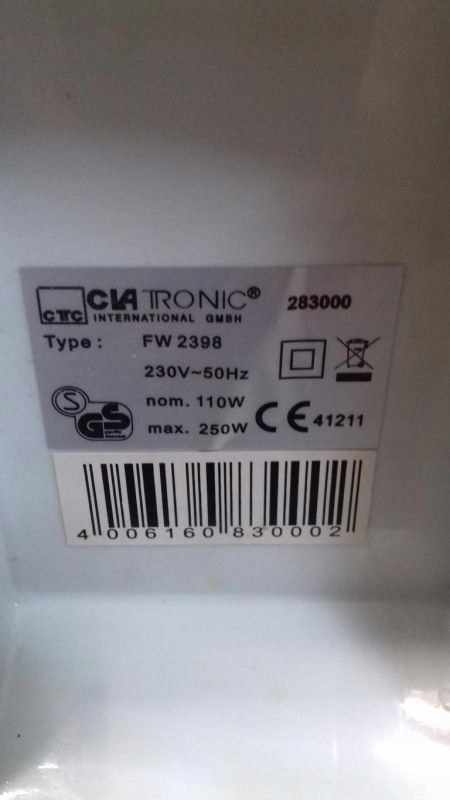 CTC CLATRONIC® 283000
INTERNATIONAL GMBH
Type: FW 2398
230V~50Hz
S GS nom. 110W CE 41211
max. 250W
4 006160 830002